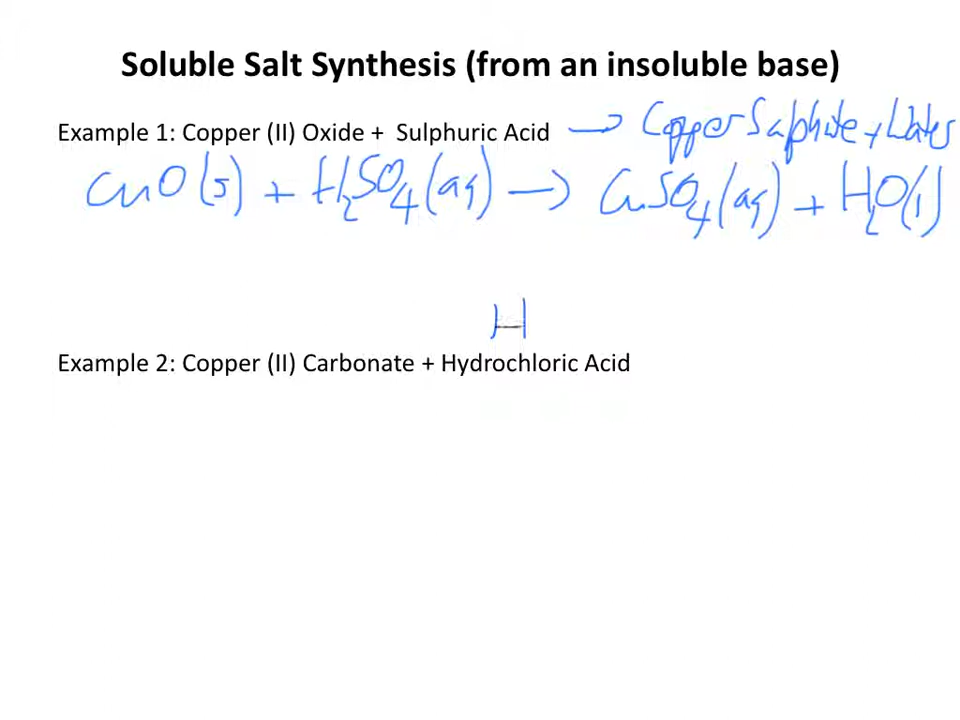 Soluble Salt Synthesis (from an insoluble base)
Example 1: Copper (II) Oxide + Sulphuric Acid → Copper Sulphate + Water
CuO(s) + H₂SO₄(aq) → CuSO₄(aq) + H₂O(l)
H
Example 2: Copper (II) Carbonate + Hydrochloric Acid